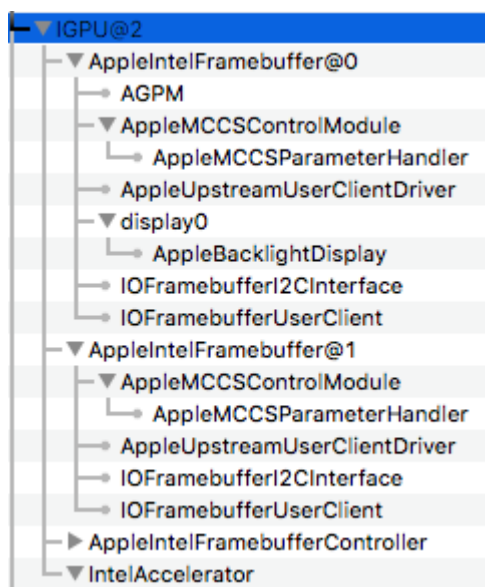 IGPU@2
AppleIntelFramebuffer@0
AGPM
AppleMCCSControlModule
AppleMCCSParameterHandler
AppleUpstreamUserClientDriver
display0
AppleBacklightDisplay
IOFramebufferI2CInterface
IOFramebufferUserClient
AppleIntelFramebuffer@1
AppleMCCSControlModule
AppleMCCSParameterHandler
AppleUpstreamUserClientDriver
IOFramebufferI2CInterface
IOFramebufferUserClient
AppleIntelFramebufferController
IntelAccelerator